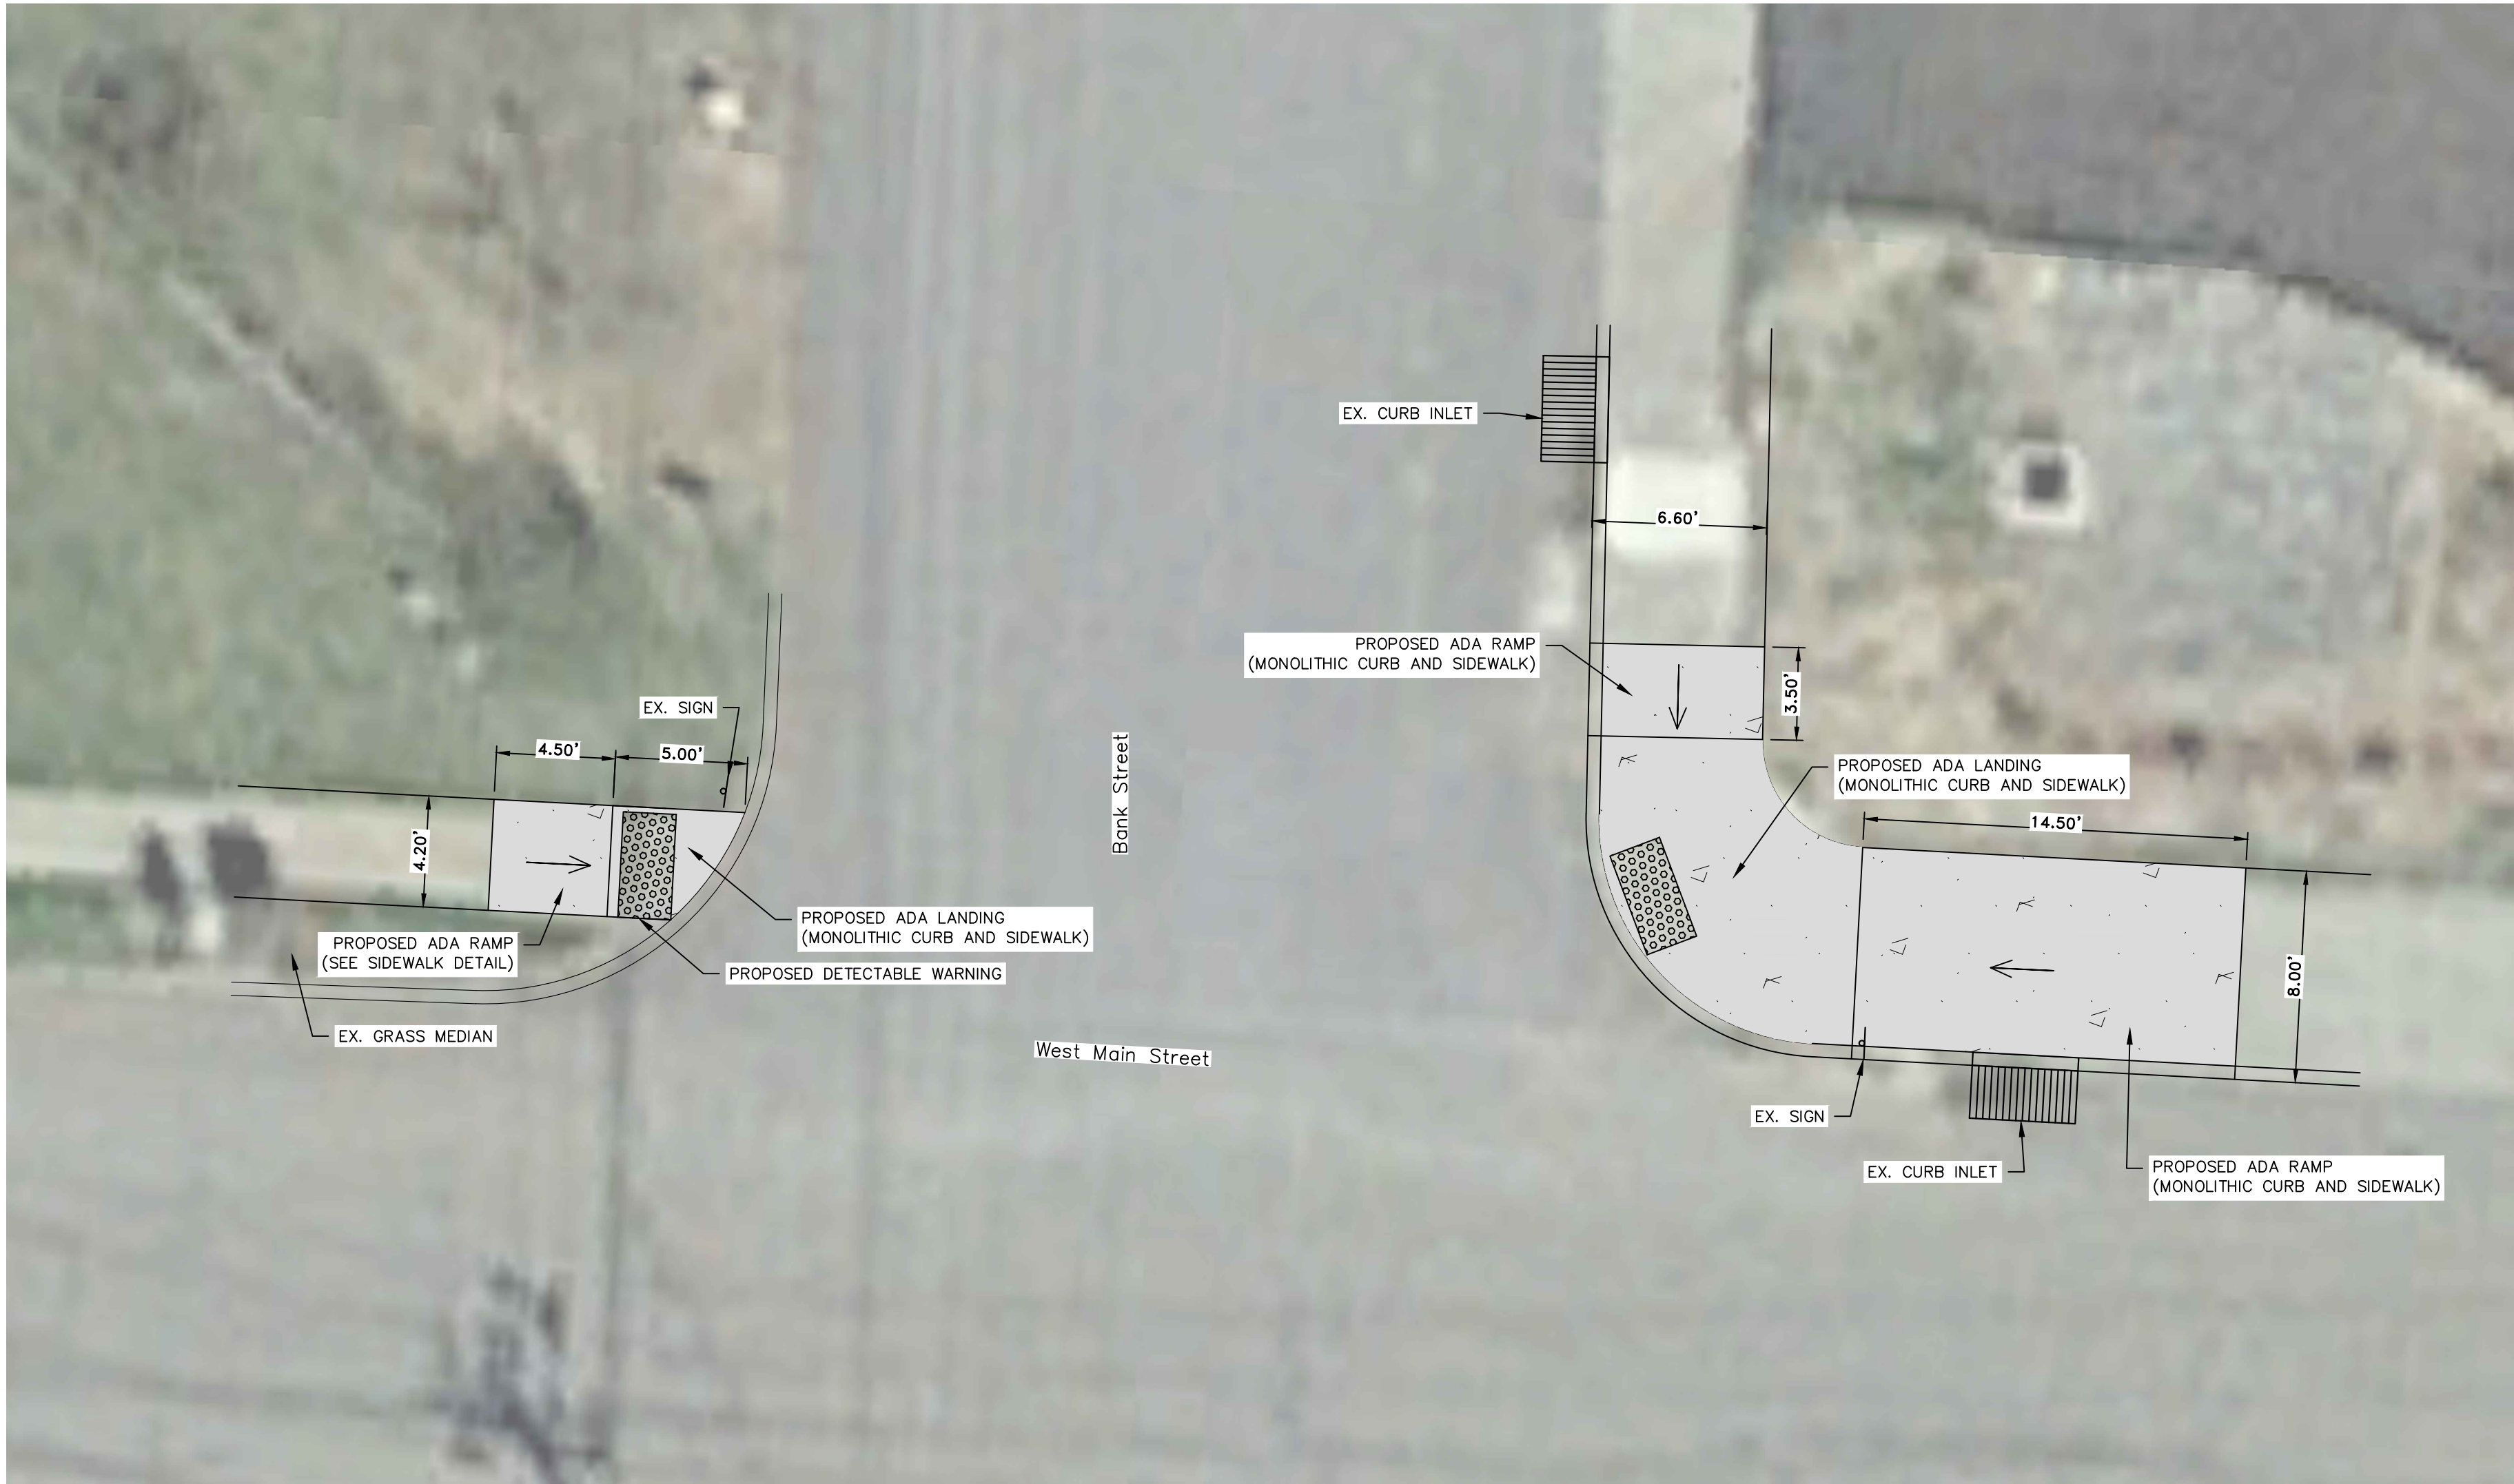 EX. CURB INLET
6.60'
PROPOSED ADA RAMP
(MONOLITHIC CURB AND SIDEWALK)
3.50'
EX. SIGN
4.50'
5.00'
Bank Street
PROPOSED ADA LANDING
(MONOLITHIC CURB AND SIDEWALK)
14.50'
4.20'
PROPOSED ADA LANDING
(MONOLITHIC CURB AND SIDEWALK)
PROPOSED ADA RAMP
(SEE SIDEWALK DETAIL)
PROPOSED DETECTABLE WARNING
8.00'
EX. GRASS MEDIAN
West Main Street
EX. SIGN
EX. CURB INLET
PROPOSED ADA RAMP
(MONOLITHIC CURB AND SIDEWALK)